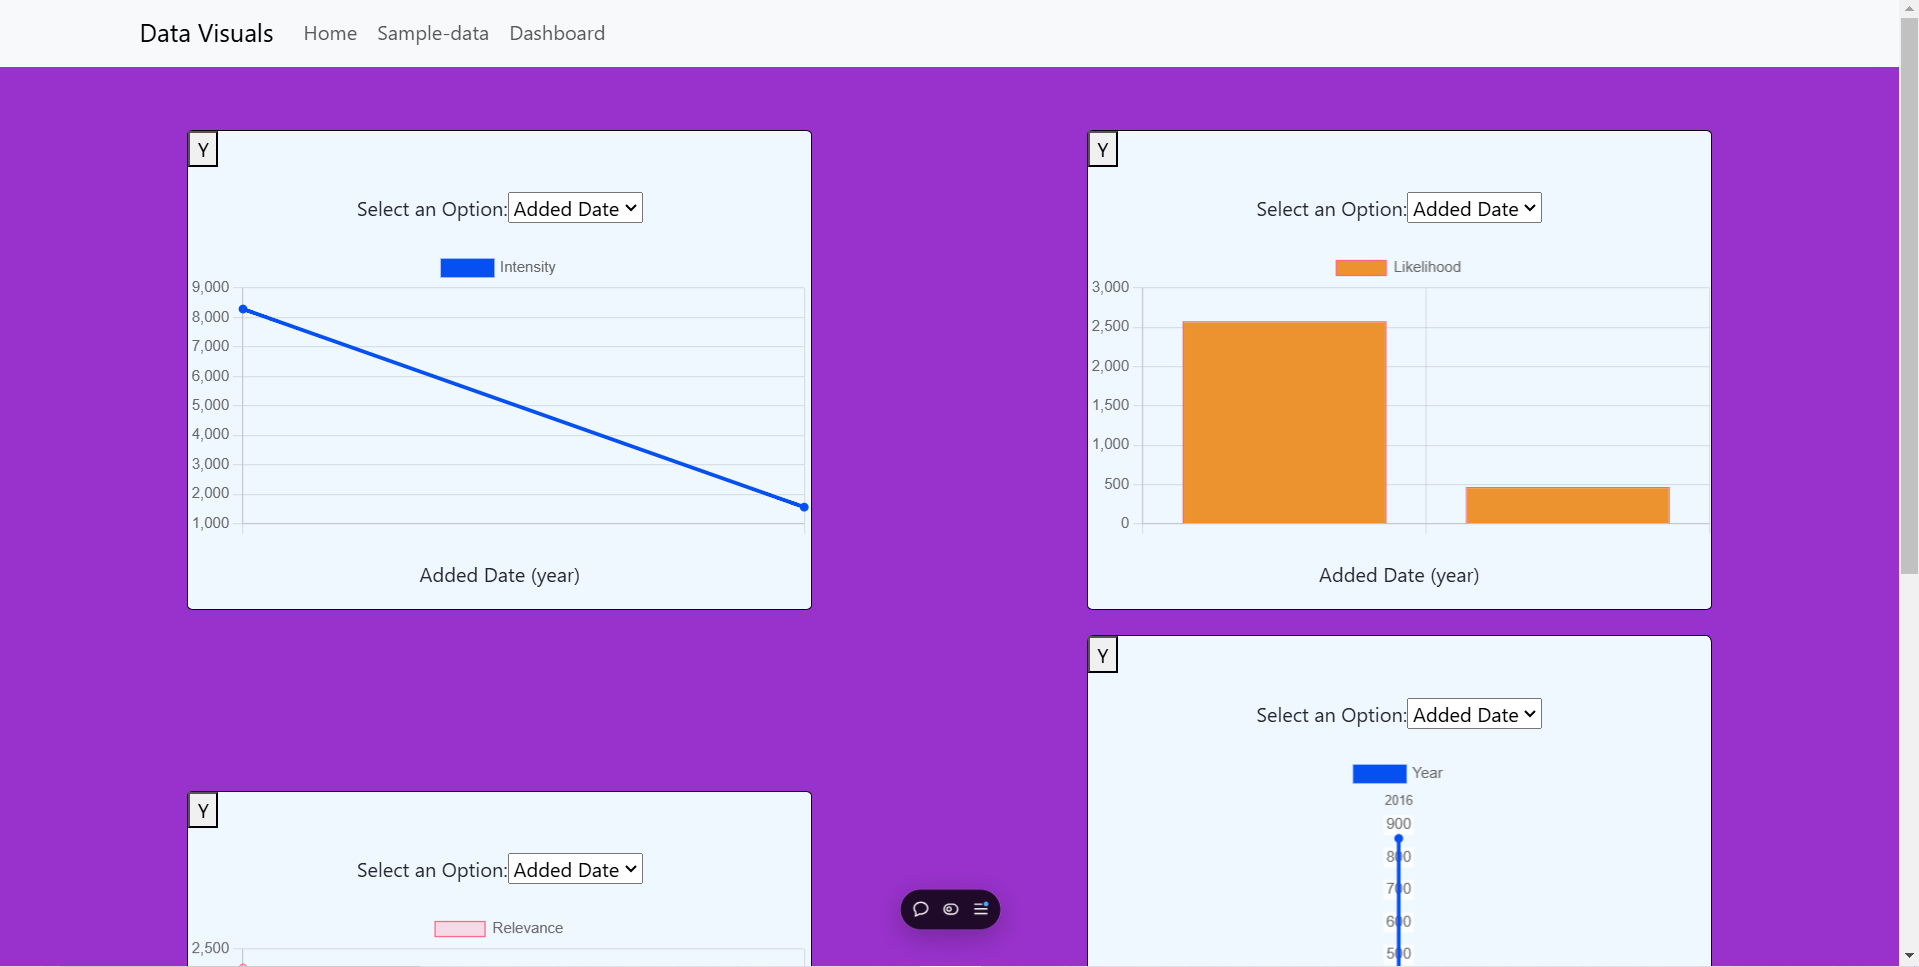 Data Visuals Home Sample-data Dashboard
Y
Select an Option: Added Date
Intensity
9,000
8,000
7,000
6,000
5,000
4,000
3,000
2,000
1,000
Added Date (year)
Y
Select an Option: Added Date
Likelihood
3,000
2,500
2,000
1,500
1,000
500
0
Added Date (year)
Y
Select an Option: Added Date
Relevance
2,500
Y
Select an Option: Added Date
Year
2016
900
800
700
600
500